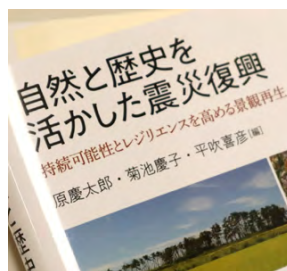 自然と歴史を
活かした震災復興
持続可能性とレジリエンスを高める景観再生
原慶太郎・菊池慶子・平吹喜彦[編]